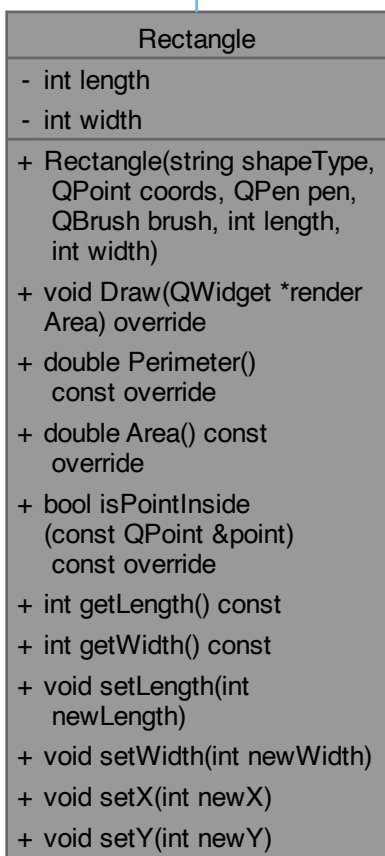 Rectangle
- int length
- int width
+ Rectangle(string shapeType,
QPoint coords, QPen pen,
QBrush brush, int length,
int width)
+ void Draw(QWidget *render
Area) override
+ double Perimeter()
const override
+ double Area() const
override
+ bool isPointInside
(const QPoint &point)
const override
+ int getLength() const
+ int getWidth() const
+ void setLength(int
newLength)
+ void setWidth(int newWidth)
+ void setX(int newX)
+ void setY(int newY)